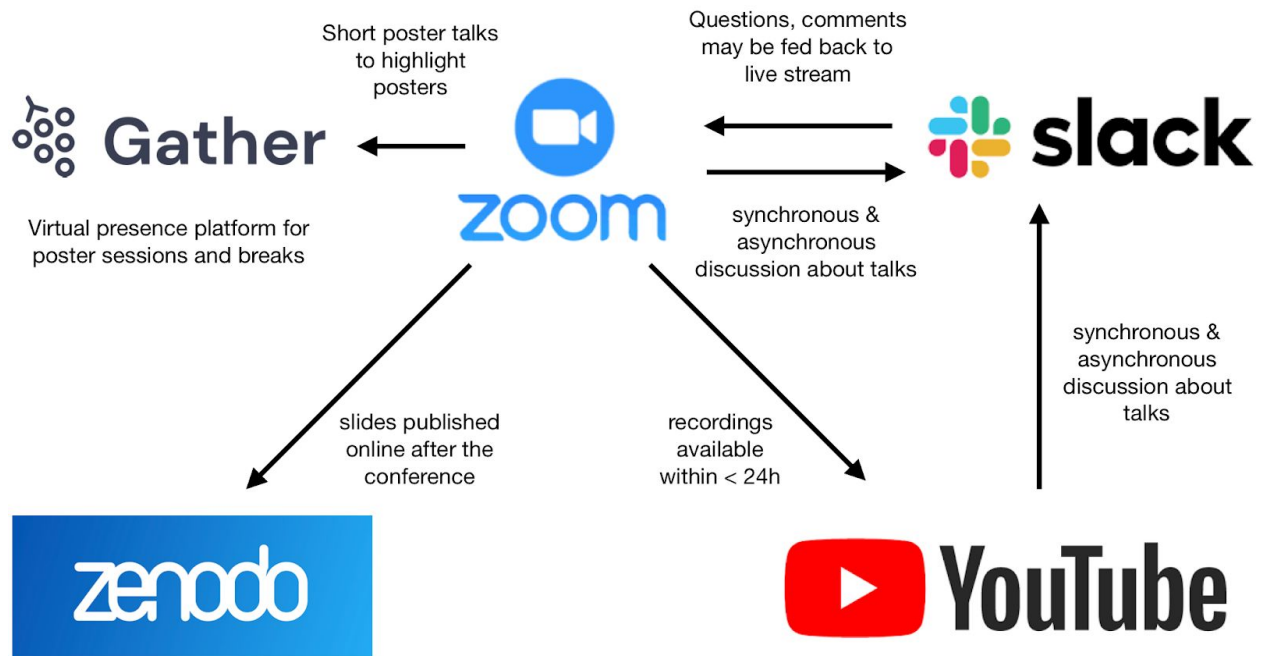 Short poster talks
to highlight
posters
Questions, comments
may be fed back to
live stream
Gather
zoom
slack
Virtual presence platform for
poster sessions and breaks
synchronous &
asynchronous
discussion about talks
synchronous &
asynchronous
discussion about
talks
slides published
online after the
conference
recordings
available
within < 24h
zenodo
YouTube